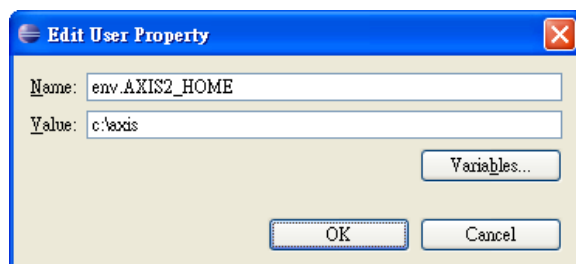 Edit User Property
Name: env.AXIS2_HOME
Value: c:\axis
Variables...
OK Cancel